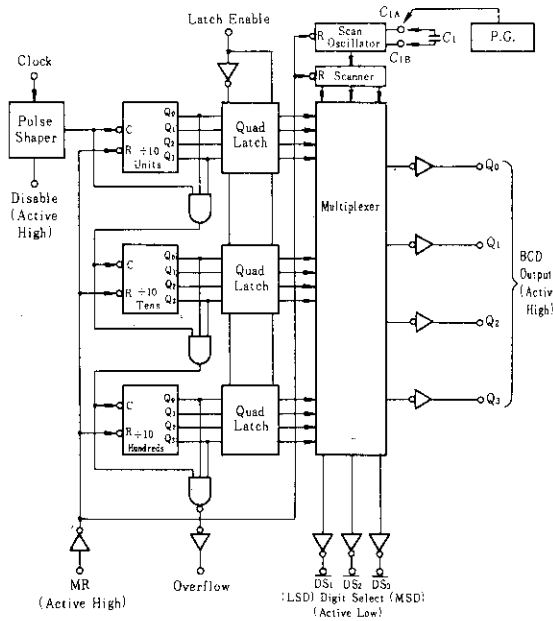 Latch Enable
Clock
Pulse
Shaper
Disable
(Active
High)
C
R
÷10
Units
Q0
Q1
Q2
Q3
Quad
Latch
R
Scan
Oscillator
C1A
C1
C1B
P.G.
R
Scanner
Multiplexer
Q0
Q1
Q2
Q3
BCD
Output
(Active
High)
C
R
÷10
Tens
Q0
Q1
Q2
Q3
Quad
Latch
C
R
÷10
Hundreds
Q0
Q1
Q2
Q3
Quad
Latch
MR
(Active High)
Overflow
DS1
DS2
DS3
(LSD) Digit Select (MSD)
(Active Low)